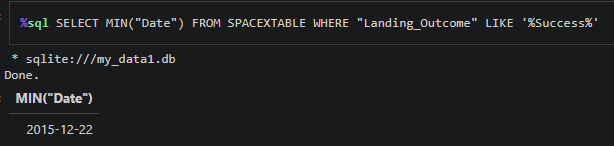 %sql SELECT MIN("Date") FROM SPACEXTABLE WHERE "Landing_Outcome" LIKE '%Success%'
* sqlite:///my_data1.db
Done.
MIN("Date")
2015-12-22